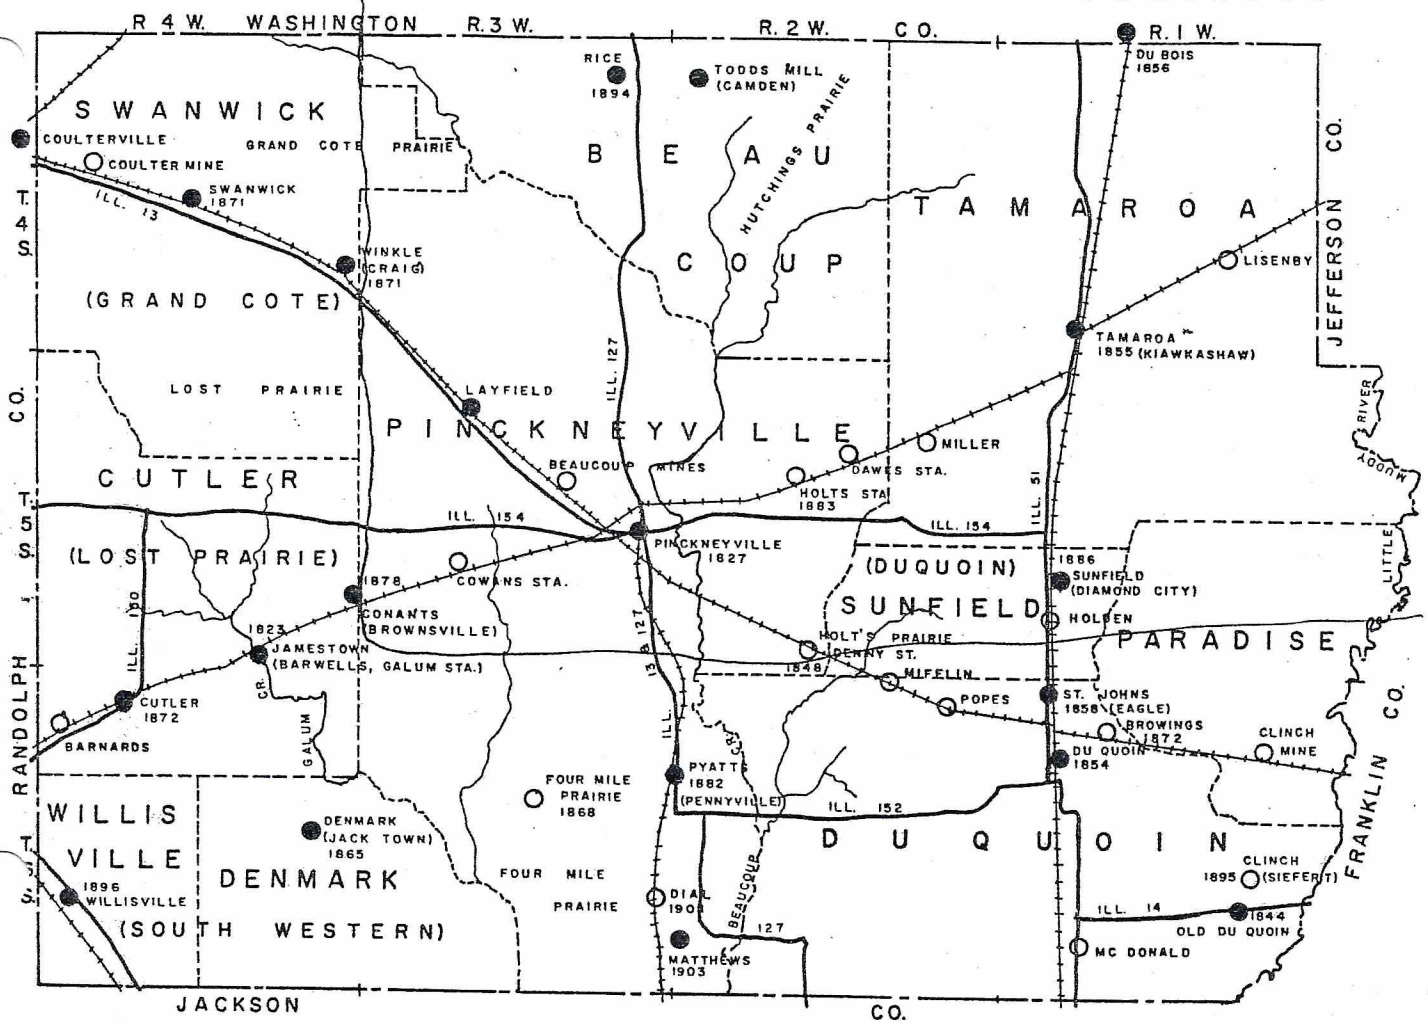 R 4 W. WASHINGTON R. 3 W. R. 2 W. CO. R. 1 W.
DU BOIS
1856
RICE
1894
TODDS MILL
(CAMDEN)
SWANWICK
COULTERVILLE
COULTER MINE
GRAND COTE PRAIRIE
BEAU
COUP
HUTCHINGS PRAIRIE
TAMAROA
JEFFERSON CO.
T.
4
S.
SWANWICK
1871
ILL. 13
WINKLE
(CRAIG)
1871
(GRAND COTE)
LISENBY
ILL. 127
TAMAROA
1855 (KIAWKASHAW)
LOST PRAIRIE
LAYFIELD
PINCKNEYVILLE
CO.
MUDDY RIVER
LITTLE
MILLER
DAWES STA.
BEAUCOUP MINES
HOLTS STA.
1883
CUTLER
T.
5
S.
ILL. 154
ILL. 154
ILL. 51
PINCKNEYVILLE
1827
(LOST PRAIRIE)
COWANS STA.
(DUQUOIN)
SUNFIELD
1886
SUNFIELD
(DIAMOND CITY)
1878
CONANTS
(BROWNSVILLE)
ILL. 150
HOLDEN
PARADISE
1823
JAMESTOWN
(BARWELLS, GALUM STA.)
ILL. 13 & 127
HOLT'S PRAIRIE
DENNY ST.
1848
MIFELIN
POPES
ST. JOHNS
1858 (EAGLE)
BROWINGS
1872
CLINCH
MINE
RANDOLPH
CUTLER
1872
BARNARDS
GALUM CR.
DU QUOIN
1854
FRANKLIN CO.
PYATTS
1882
(PENNYVILLE)
ILL. 152
FOUR MILE
PRAIRIE
1868
WILLIS
VILLE
T.
6
S.
DENMARK
(JACK TOWN)
1865
DUQUOIN
DENMARK
FOUR MILE
PRAIRIE
CLINCH
1895 (SIEFERT)
1896
WILLISVILLE
(SOUTH WESTERN)
DIAL
1903
BEAUCOUP CR.
127
ILL. 14
1844
OLD DU QUOIN
MATTHEWS
1903
MC DONALD
JACKSON CO.